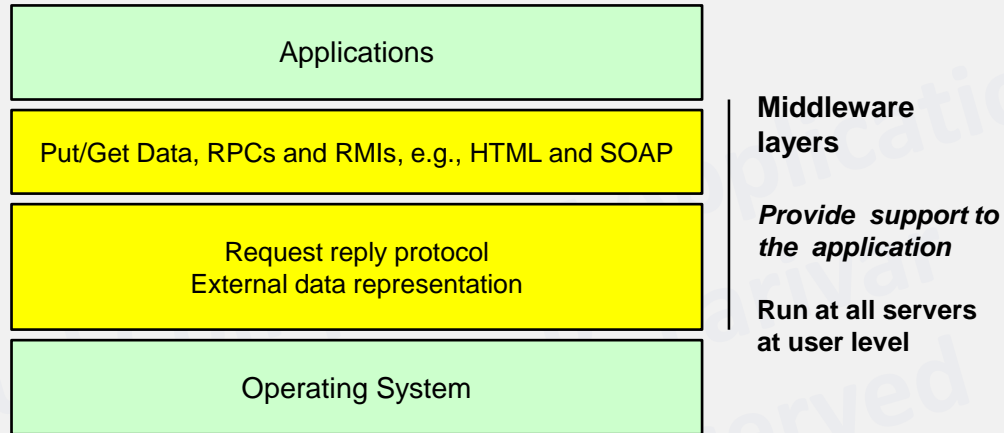 Applications
Put/Get Data, RPCs and RMIs, e.g., HTML and SOAP
Request reply protocol
External data representation
Operating System
Middleware
layers
Provide support to
the application
Run at all servers
at user level